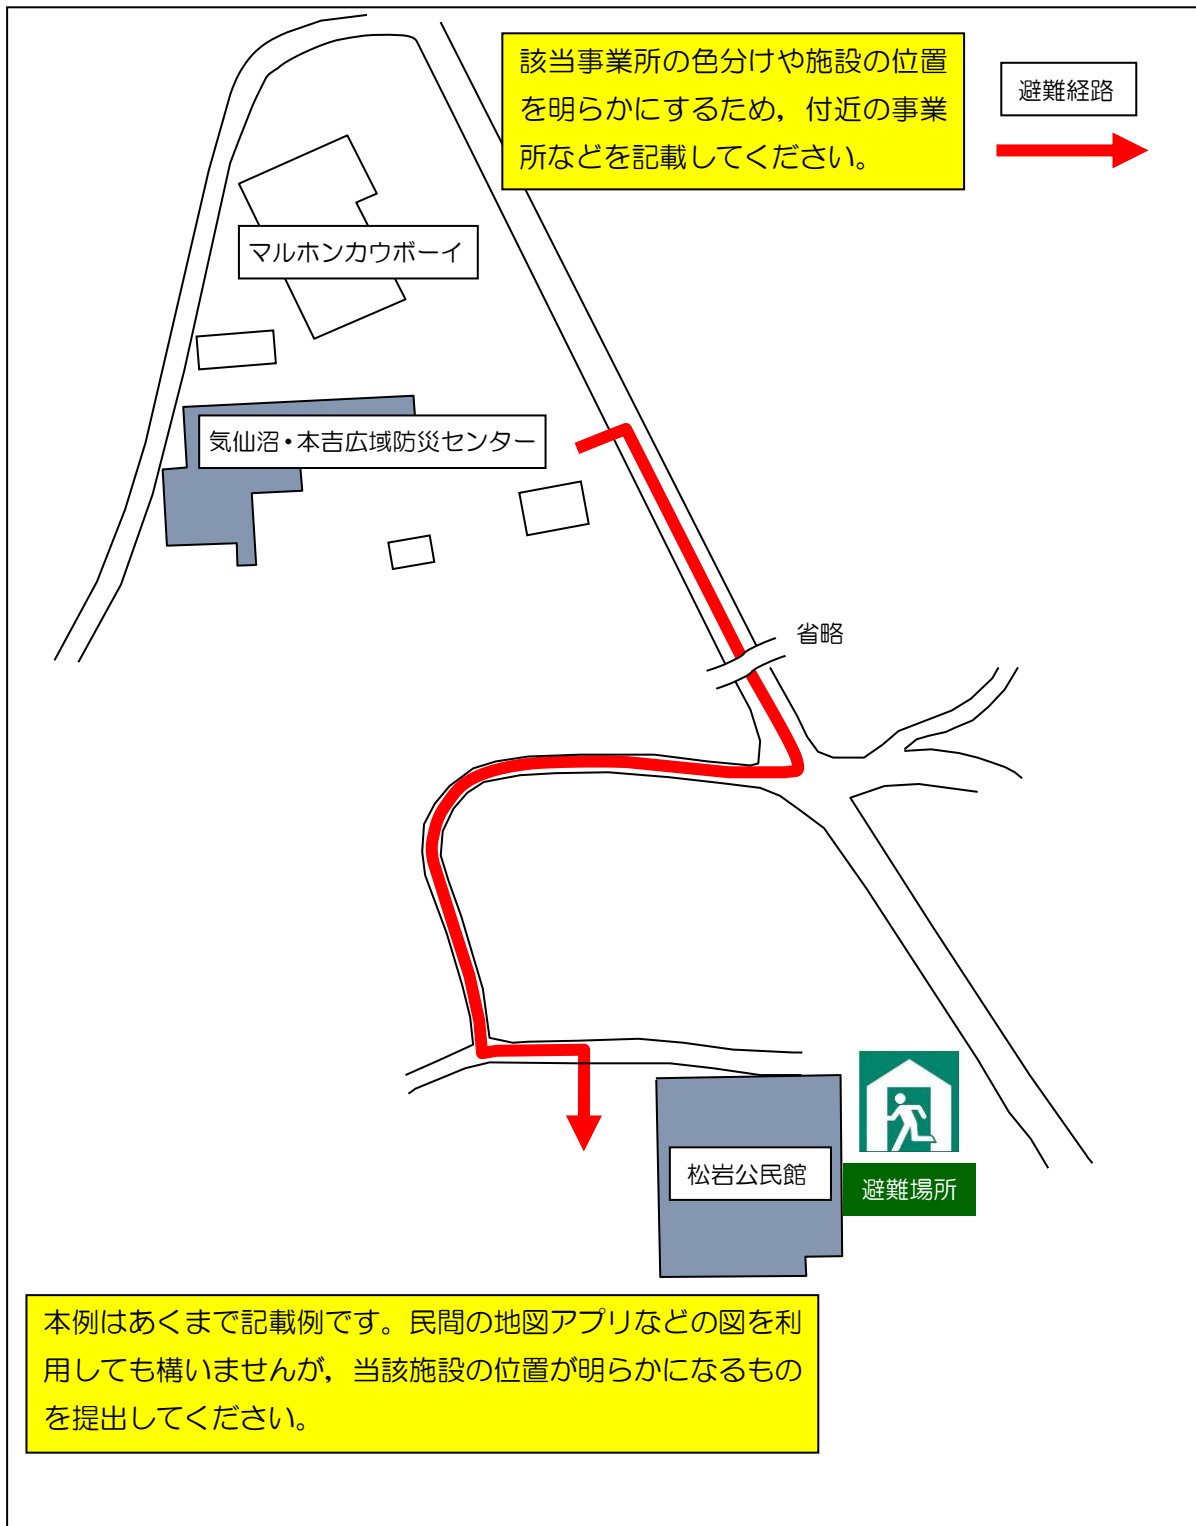 該当事業所の色分けや施設の位置
を明らかにするため，付近の事業
所などを記載してください。
避難経路
マルホンカウボーイ
気仙沼・本吉広域防災センター
省略
松岩公民館
避難場所
本例はあくまで記載例です。民間の地図アプリなどの図を利
用しても構いませんが，当該施設の位置が明らかになるもの
を提出してください。